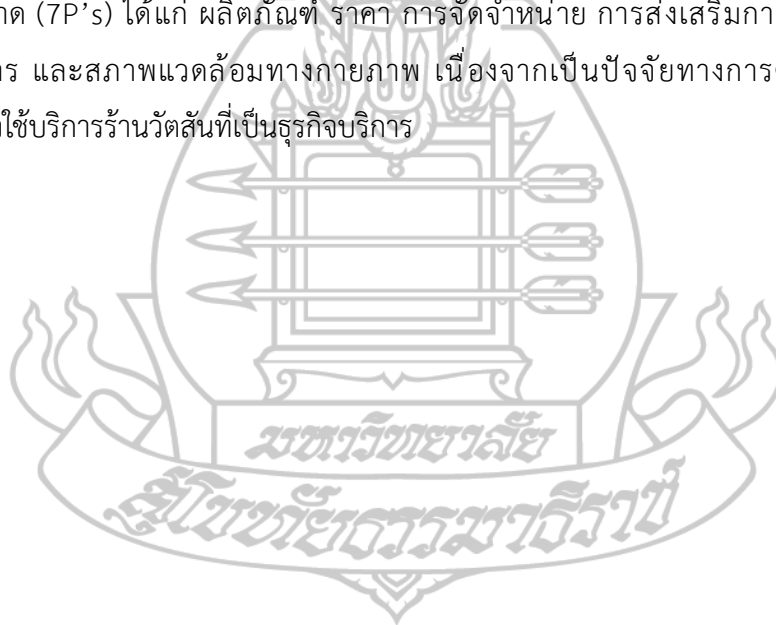 าด (7P's) ได้แก่ ผลิตภัณฑ์ ราคา การจัดจำหน่าย การส่งเสริมกา
าร และสภาพแวดล้อมทางกายภาพ เนื่องจากเป็นปัจจัยทางการ
ใช้บริการร้านวัตสันที่เป็นธุรกิจบริการ
มหาวิทยาลัย
สุโขทัยธรรมาธิราช